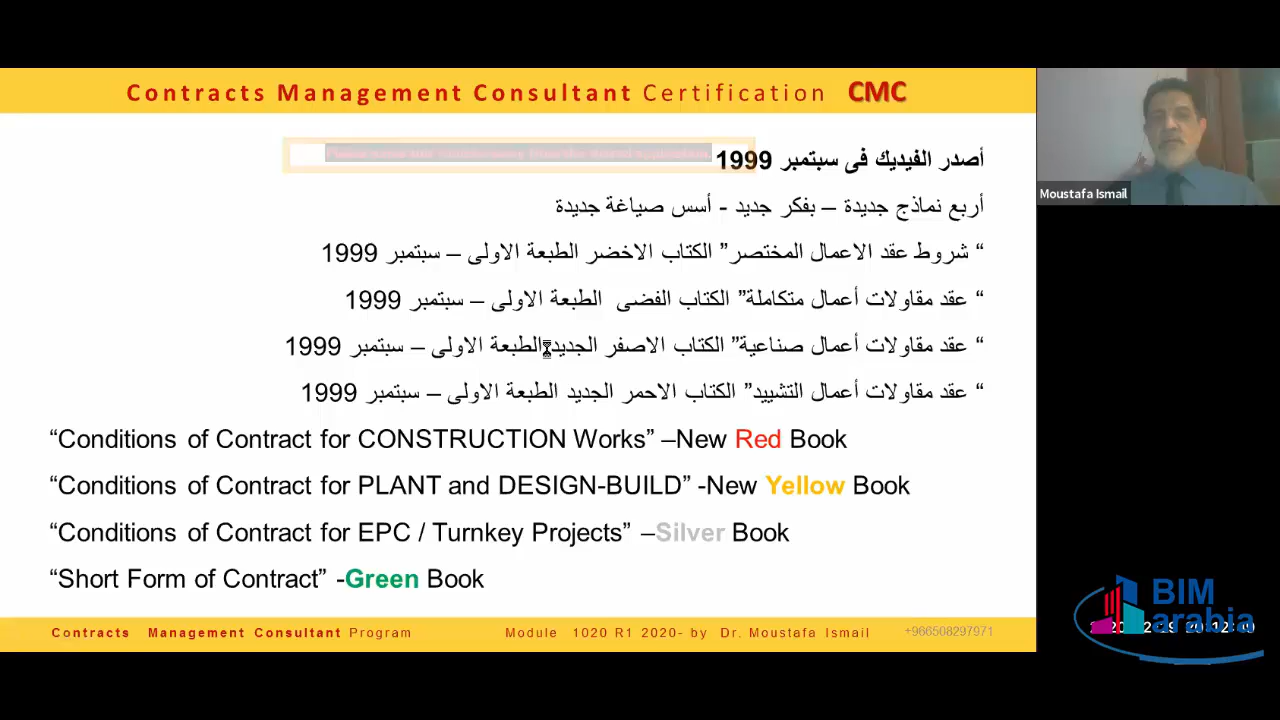 Contracts Management Consultant Certification CMC
أصدر الفيديك فى سبتمبر 1999
أربع نماذج جديدة – بفكر جديد - أسس صياغة جديدة
“ شروط عقد الاعمال المختصر” الكتاب الاخضر الطبعة الاولى – سبتمبر 1999
“ عقد مقاولات أعمال متكاملة” الكتاب الفضى الطبعة الاولى – سبتمبر 1999
“ عقد مقاولات أعمال صناعية” الكتاب الاصفر الجديد الطبعة الاولى – سبتمبر 1999
“ عقد مقاولات أعمال التشييد” الكتاب الاحمر الجديد الطبعة الاولى – سبتمبر 1999
“Conditions of Contract for CONSTRUCTION Works” –New Red Book
“Conditions of Contract for PLANT and DESIGN-BUILD” -New Yellow Book
“Conditions of Contract for EPC / Turnkey Projects” –Silver Book
“Short Form of Contract” -Green Book
Contracts Management Consultant Program
Module 1020 R1 2020- by Dr. Moustafa Ismail
+966508297971
Moustafa Ismail
BIM
arabia